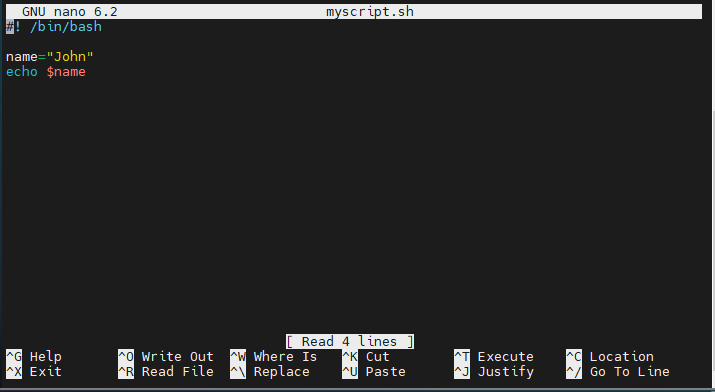 GNU nano 6.2 myscript.sh
#! /bin/bash
name="John"
echo $name
[ Read 4 lines ]
^G Help ^O Write Out ^W Where Is ^K Cut ^T Execute ^C Location
^X Exit ^R Read File ^\ Replace ^U Paste ^J Justify ^/ Go To Line